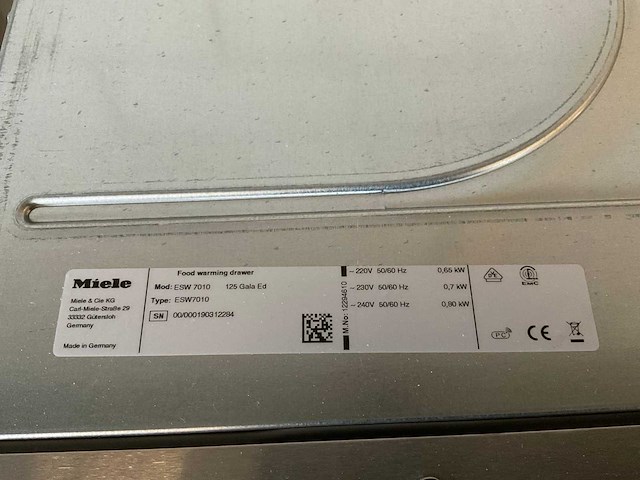 Miele
Miele & Cie KG
Carl-Miele-Straße 29
33332 Gütersloh
Germany
Made in Germany
Food warming drawer
Mod: ESW 7010 125 Gala Ed
Type: ESW7010
SN 00/000190312284
M.No: 12294610
~ 220V 50/60 Hz 0,65 kW
~ 230V 50/60 Hz 0,7 kW
~ 240V 50/60 Hz 0,80 kW
EMC
PC
CE